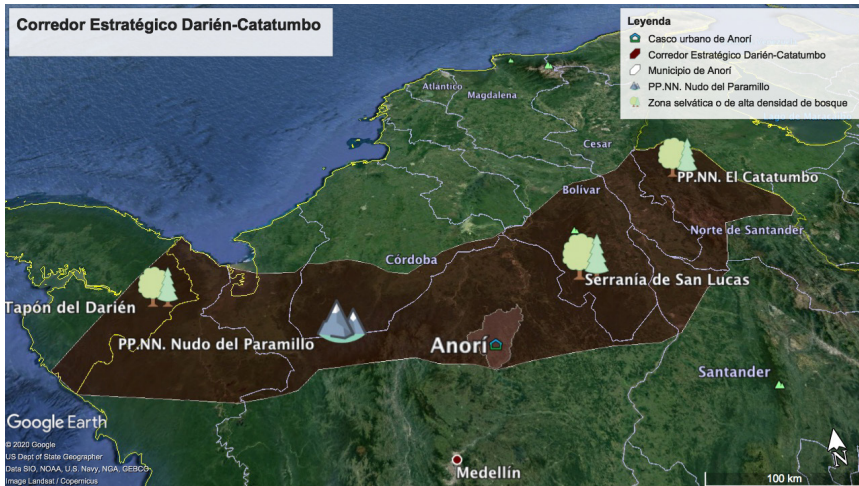 Corredor Estratégico Darién-Catatumbo
Leyenda
Casco urbano de Anorí
Corredor Estratégico Darién-Catatumbo
Municipio de Anorí
PP.NN. Nudo del Paramillo
Zona selvática o de alta densidad de bosque
Atlántico
Magdalena
Cesar
PP.NN. El Catatumbo
Bolívar
Norte de Santander
Córdoba
Serranía de San Lucas
Tapón del Darién
PP.NN. Nudo del Paramillo
Anorí
Santander
Google Earth
© 2020 Google
US Dept of State Geographer
Data SIO, NOAA, U.S. Navy, NGA, GEBCO
Image Landsat / Copernicus
Medellín
N
100 km